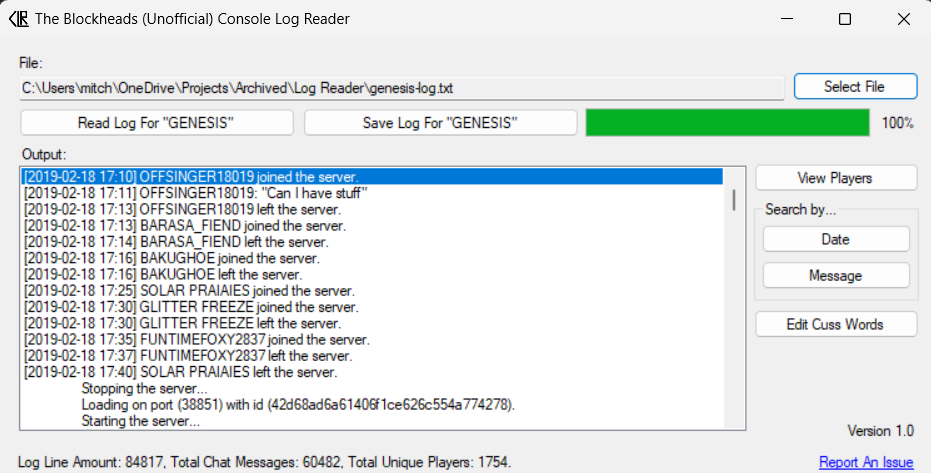 The Blockheads (Unofficial) Console Log Reader
File:
C:\Users\mitch\OneDrive\Projects\Archived\Log Reader\genesis-log.txt
Select File
Read Log For "GENESIS"
Save Log For "GENESIS"
100%
Output:
[2019-02-18 17:10] OFFSINGER18019 joined the server.
[2019-02-18 17:11] OFFSINGER18019: "Can I have stuff"
[2019-02-18 17:13] OFFSINGER18019 left the server.
[2019-02-18 17:13] BARASA_FIEND joined the server.
[2019-02-18 17:14] BARASA_FIEND left the server.
[2019-02-18 17:16] BAKUGHOE joined the server.
[2019-02-18 17:16] BAKUGHOE left the server.
[2019-02-18 17:25] SOLAR PRAIAIES joined the server.
[2019-02-18 17:30] GLITTER FREEZE joined the server.
[2019-02-18 17:30] GLITTER FREEZE left the server.
[2019-02-18 17:35] FUNTIMEFOXY2837 joined the server.
[2019-02-18 17:37] FUNTIMEFOXY2837 left the server.
[2019-02-18 17:40] SOLAR PRAIAIES left the server.
Stopping the server...
Loading on port (38851) with id (42d68ad6a61406f1ce626c554a774278).
Starting the server...
View Players
Search by...
Date
Message
Edit Cuss Words
Version 1.0
Log Line Amount: 84817, Total Chat Messages: 60482, Total Unique Players: 1754.
Report An Issue